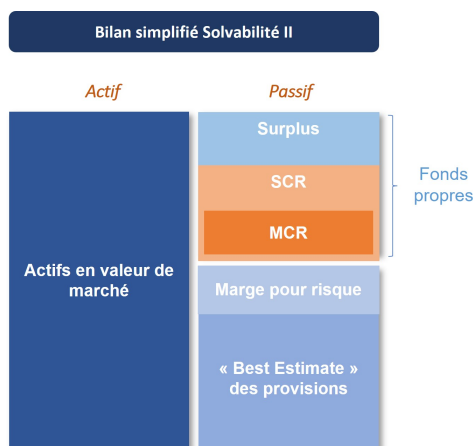 Bilan simplifié Solvabilité II
Actif
Passif
Surplus
SCR
MCR
Fonds
propres
Actifs en valeur de
marché
Marge pour risque
« Best Estimate »
des provisions